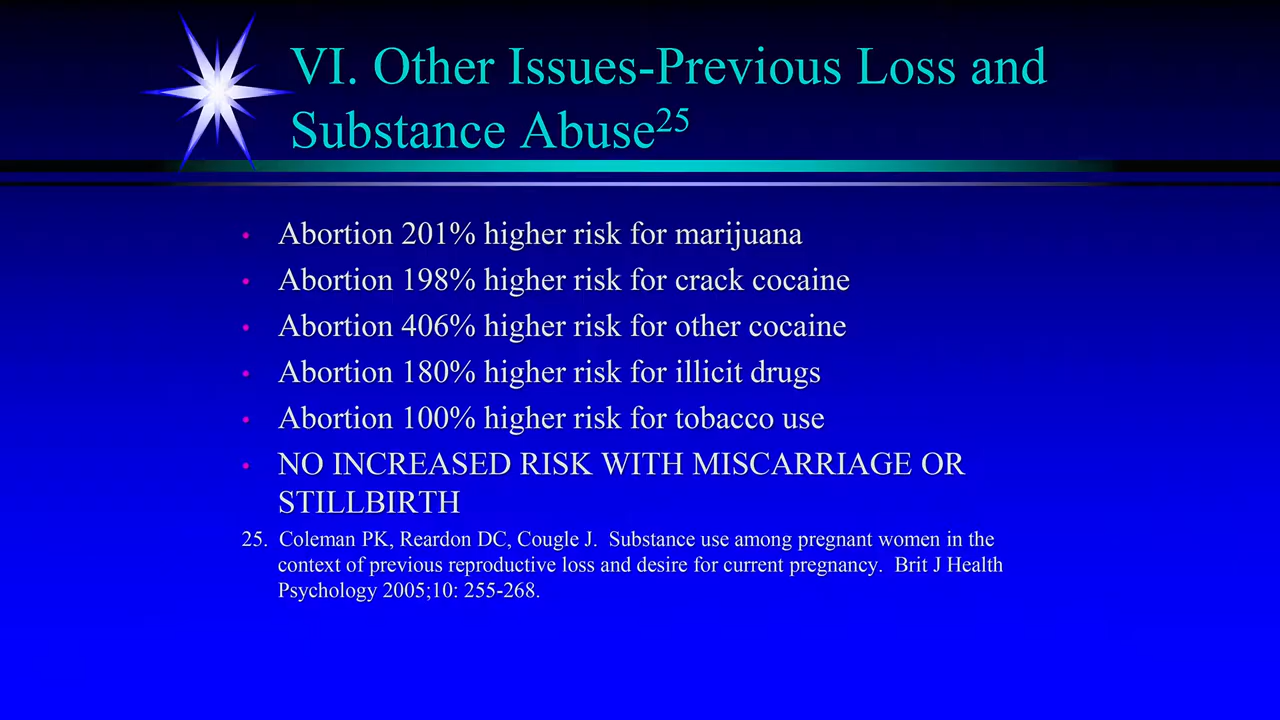 VI. Other Issues-Previous Loss and
Substance Abuse25
• Abortion 201% higher risk for marijuana
• Abortion 198% higher risk for crack cocaine
• Abortion 406% higher risk for other cocaine
• Abortion 180% higher risk for illicit drugs
• Abortion 100% higher risk for tobacco use
• NO INCREASED RISK WITH MISCARRIAGE OR
STILLBIRTH
25. Coleman PK, Reardon DC, Cougle J. Substance use among pregnant women in the
context of previous reproductive loss and desire for current pregnancy. Brit J Health
Psychology 2005;10: 255-268.